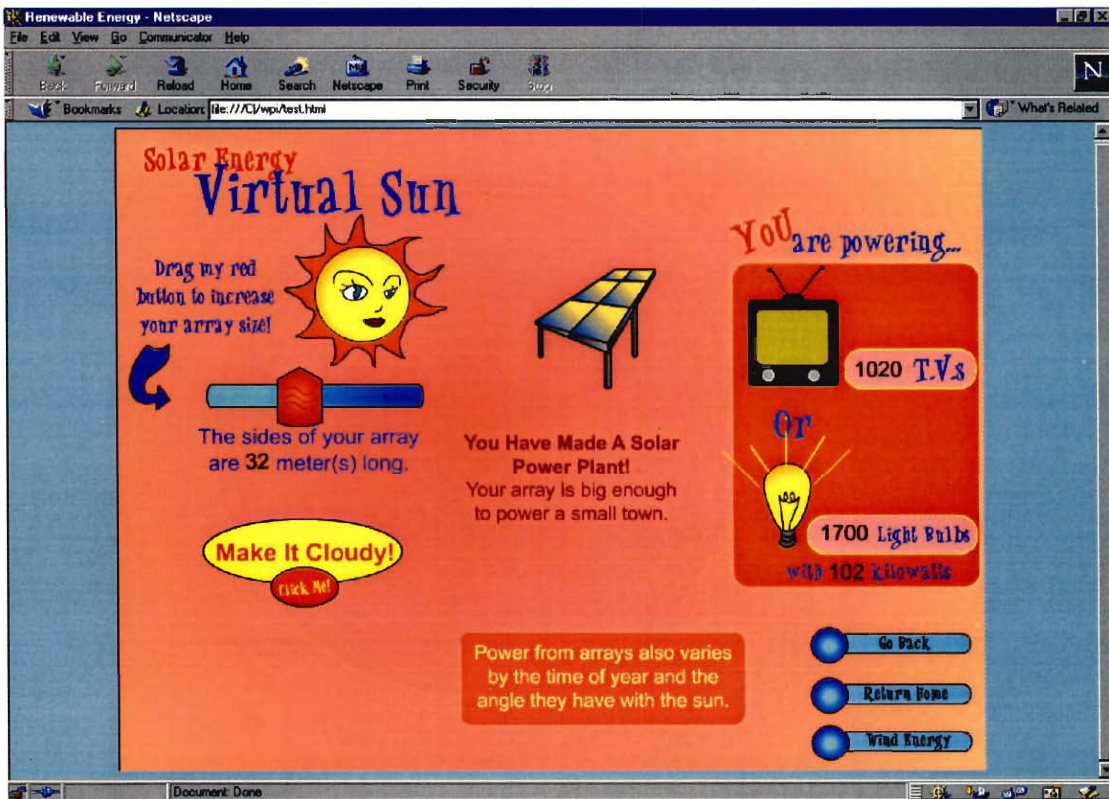 Renewable Energy - Netscape
File Edit View Go Communicator Help
Back Forward Reload Home Search Netscape Print Security Stop
Bookmarks Location: file:///C|/wpi/test.html What's Related
Solar Energy
Virtual Sun
Drag my red
button to increase
your array size!
The sides of your array
are 32 meter(s) long.
Make It Cloudy!
Click Me!
You Have Made A Solar
Power Plant!
Your array is big enough
to power a small town.
Power from arrays also varies
by the time of year and the
angle they have with the sun.
You are powering...
1020 T.V.s
Or
1700 Light Bulbs
with 102 kilowatts
Go Back
Return Home
Wind Energy
Document: Done